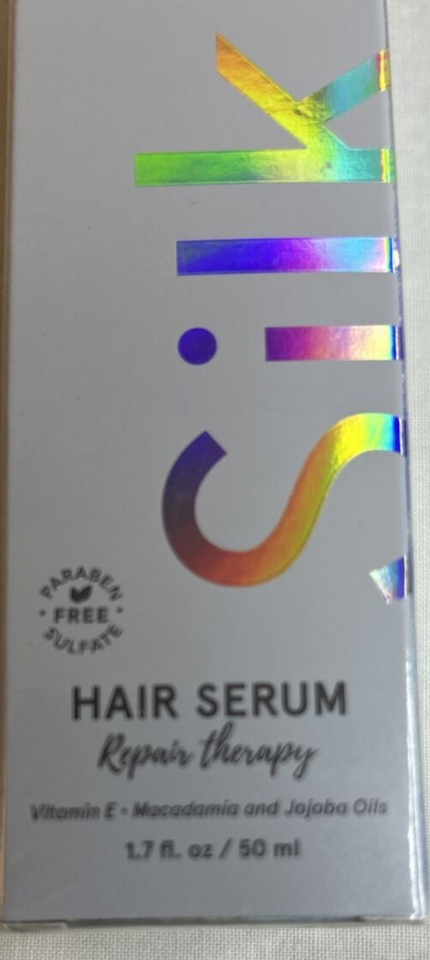 silk
PARABEN
FREE
SULFATE
HAIR SERUM
Repair therapy
Vitamin E • Macadamia and Jojoba Oils
1.7 fl. oz / 50 ml